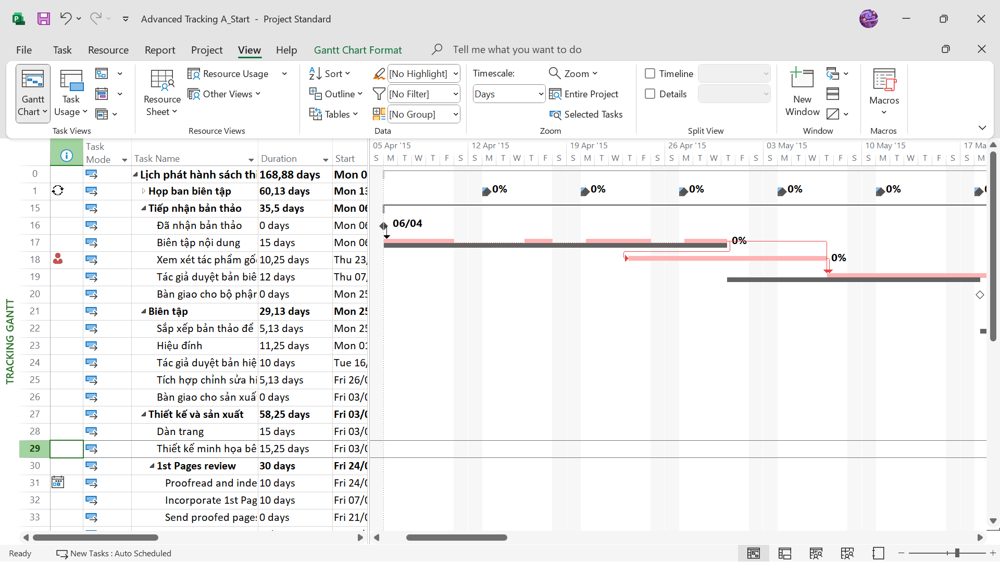 Advanced Tracking A_Start - Project Standard
File Task Resource Report Project View Help Gantt Chart Format Tell me what you want to do
Gantt Chart
Task Usage
Task Views
Resource Sheet
Resource Usage
Other Views
Resource Views
Sort
Outline
Tables
[No Highlight]
[No Filter]
[No Group]
Data
Timescale:
Days
Zoom
Entire Project
Selected Tasks
Zoom
Timeline
Details
Split View
New Window
Window
Macros
Macros
Task Mode Task Name Duration Start
05 Apr '15 12 Apr '15 19 Apr '15 26 Apr '15 03 May '15 10 May '15 17 Ma
S M T W T F S S M T W T F S S M T W T F S S M T W T F S S M T W T F S S M T W T F S S M
0 Lịch phát hành sách thi 168,88 days Mon 0
1 Họp ban biên tập 60,13 days Mon 13 0% 0% 0% 0% 0%
15 Tiếp nhận bản thảo 35,5 days Mon 06
16 Đã nhận bản thảo 0 days Mon 06 06/04
17 Biên tập nội dung 15 days Mon 06 0%
18 Xem xét tác phẩm gốc 10,25 days Thu 23, 0%
19 Tác giả duyệt bản biê 12 days Thu 07,
20 Bàn giao cho bộ phận 0 days Mon 25
21 Biên tập 29,13 days Mon 25
22 Sắp xếp bản thảo để 5,13 days Mon 25
23 Hiệu đính 11,25 days Mon 01
24 Tác giả duyệt bản hiệ 10 days Tue 16,
25 Tích hợp chỉnh sửa hi 5,13 days Fri 26/0
26 Bàn giao cho sản xuất 0 days Fri 03/0
27 Thiết kế và sản xuất 58,25 days Fri 03/0
28 Dàn trang 15 days Fri 03/0
29 Thiết kế minh họa bê 15,25 days Fri 03/0
30 1st Pages review 30 days Fri 24/0
31 Proofread and inde 10 days Fri 24/0
32 Incorporate 1st Pag 10 days Fri 07/0
33 Send proofed pages 0 days Fri 21/0
TRACKING GANTT
Ready New Tasks : Auto Scheduled